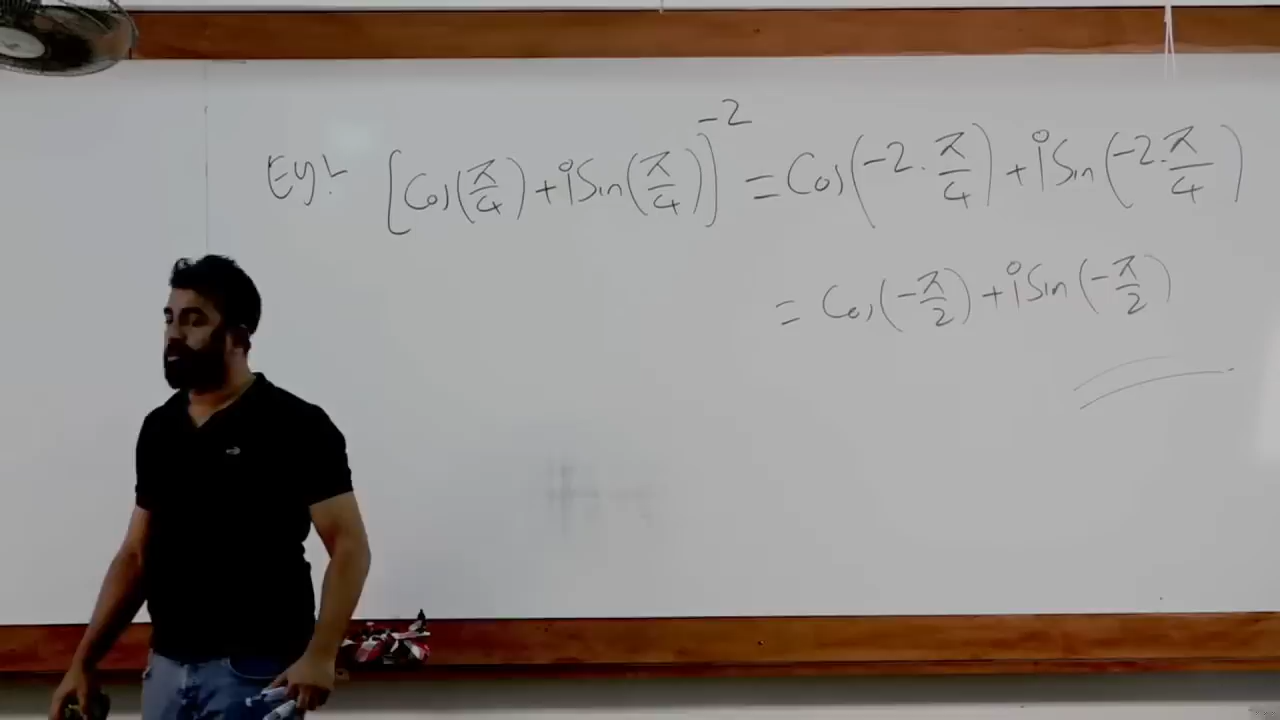 Eg:- [Cos(π/4) + i Sin(π/4)]^-2 = Cos(-2·π/4) + i Sin(-2·π/4)
= Cos(-π/2) + i Sin(-π/2)